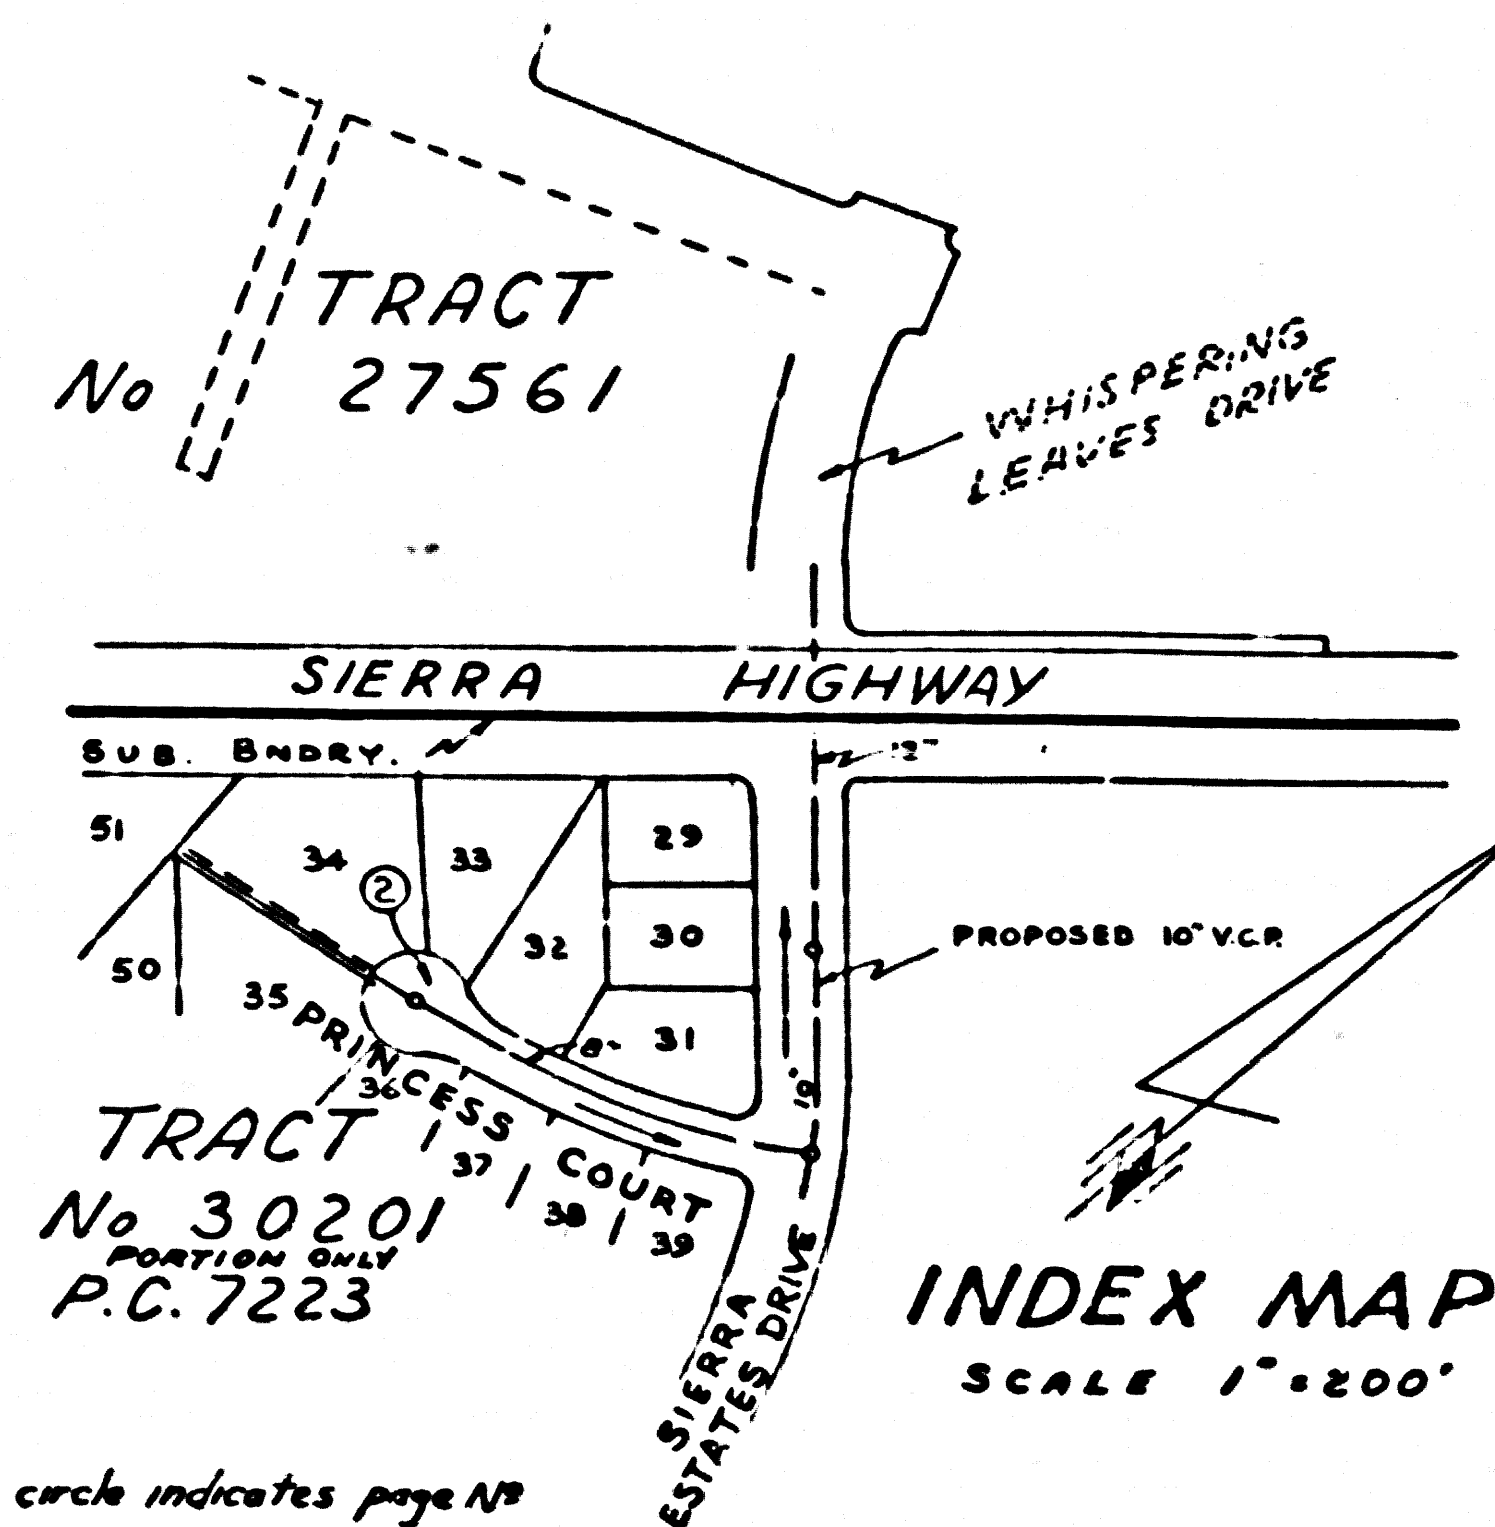 TRACT
No 27561
WHISPERING
LEAVES DRIVE
SIERRA HIGHWAY
SUB. BNDRY.
12"
51
34
33
29
2
32
30
PROPOSED 10" V.C.P.
50
35
31
8"
10"
PRINCESS COURT
36
TRACT
No 30201
PORTION ONLY
P.C. 7223
37
38
39
SIERRA
ESTATES DRIVE
INDEX MAP
SCALE 1" = 200'
circle indicates page Nº